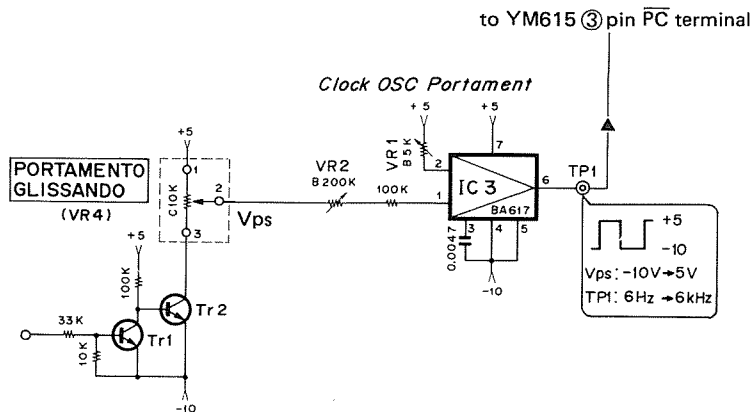 to YM615 ③ pin PC terminal
Clock OSC Portament
+5
+5
7
+5
1
PORTAMENTO
GLISSANDO
(VR4)
C10K
2
Vps
3
VR2
B200K
100K
VR1
B5K
2
1
IC3
BA617
6
TP1
3
4
5
0.0047
-10
+5
-10
Vps: -10V→5V
TP1: 6Hz→6kHz
+5
100K
Tr2
33K
Tr1
10K
-10